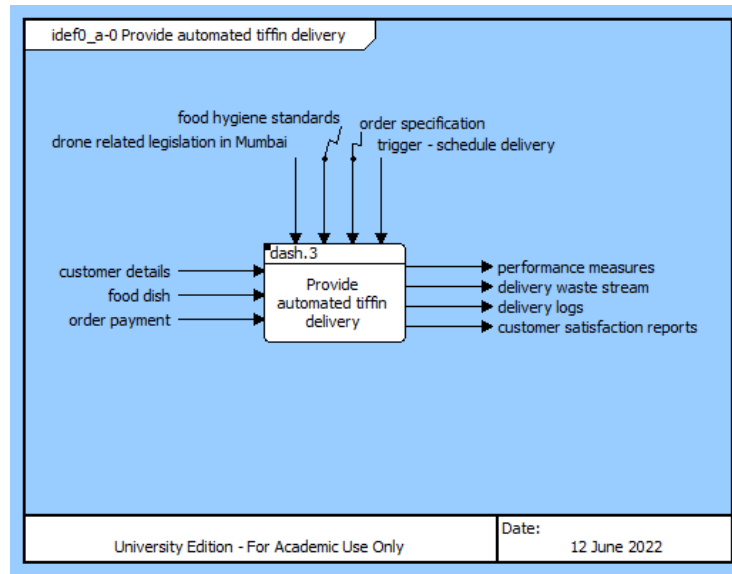 idef0_a-0 Provide automated tiffin delivery
food hygiene standards
order specification
drone related legislation in Mumbai
trigger - schedule delivery
dash.3
customer details
food dish
order payment
Provide
automated tiffin
delivery
performance measures
delivery waste stream
delivery logs
customer satisfaction reports
University Edition - For Academic Use Only
Date:
12 June 2022